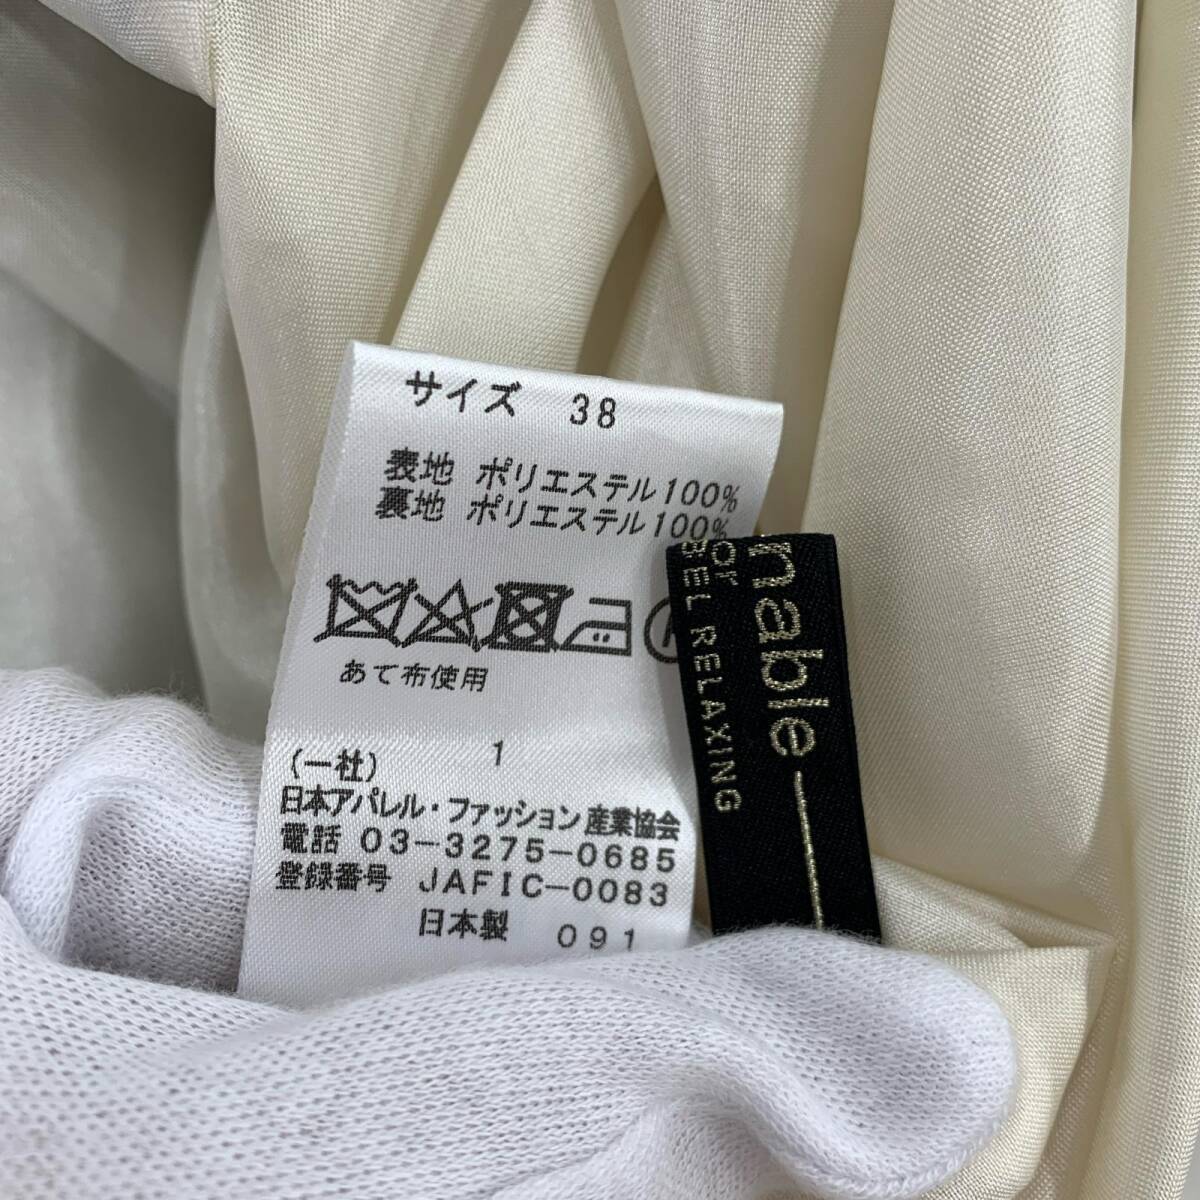 サイズ 38
表地 ポリエステル100%
裏地 ポリエステル100%
あて布使用
1
(一社)
日本アパレル・ファッション産業協会
電話 03-3275-0685
登録番号 JAFIC-0083
日本製 091
nable
for
BEL RELAXING